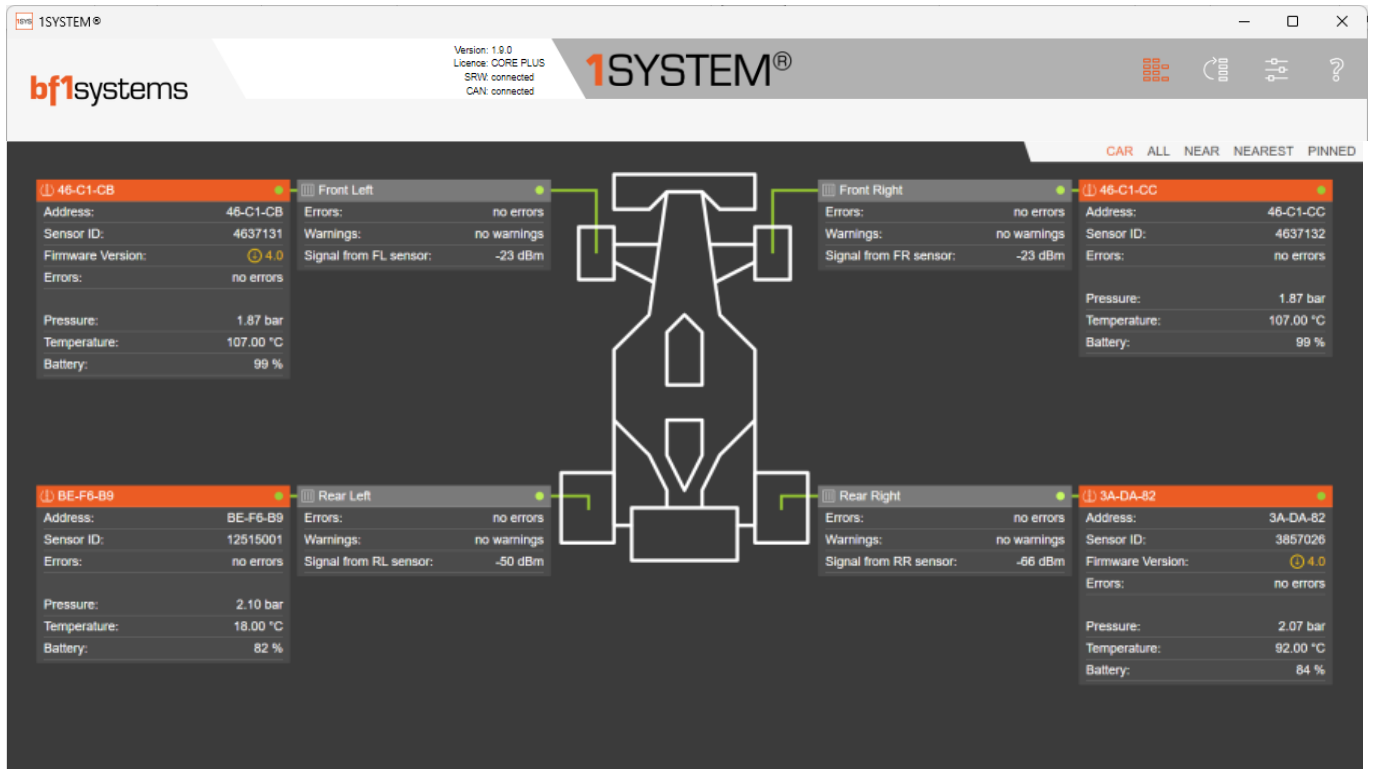 1SYS 1SYSTEM®
bf1systems
Version: 1.9.0
Licence: CORE PLUS
SRW: connected
CAN: connected
1SYSTEM®
CAR ALL NEAR NEAREST PINNED
46-C1-CB
Address: 46-C1-CB
Sensor ID: 4637131
Firmware Version: 4.0
Errors: no errors
Pressure: 1.87 bar
Temperature: 107.00 °C
Battery: 99 %
Front Left
Errors: no errors
Warnings: no warnings
Signal from FL sensor: -23 dBm
Front Right
Errors: no errors
Warnings: no warnings
Signal from FR sensor: -23 dBm
46-C1-CC
Address: 46-C1-CC
Sensor ID: 4637132
Errors: no errors
Pressure: 1.87 bar
Temperature: 107.00 °C
Battery: 99 %
BE-F6-B9
Address: BE-F6-B9
Sensor ID: 12515001
Errors: no errors
Pressure: 2.10 bar
Temperature: 18.00 °C
Battery: 82 %
Rear Left
Errors: no errors
Warnings: no warnings
Signal from RL sensor: -50 dBm
Rear Right
Errors: no errors
Warnings: no warnings
Signal from RR sensor: -66 dBm
3A-DA-82
Address: 3A-DA-82
Sensor ID: 3857026
Firmware Version: 4.0
Errors: no errors
Pressure: 2.07 bar
Temperature: 92.00 °C
Battery: 84 %